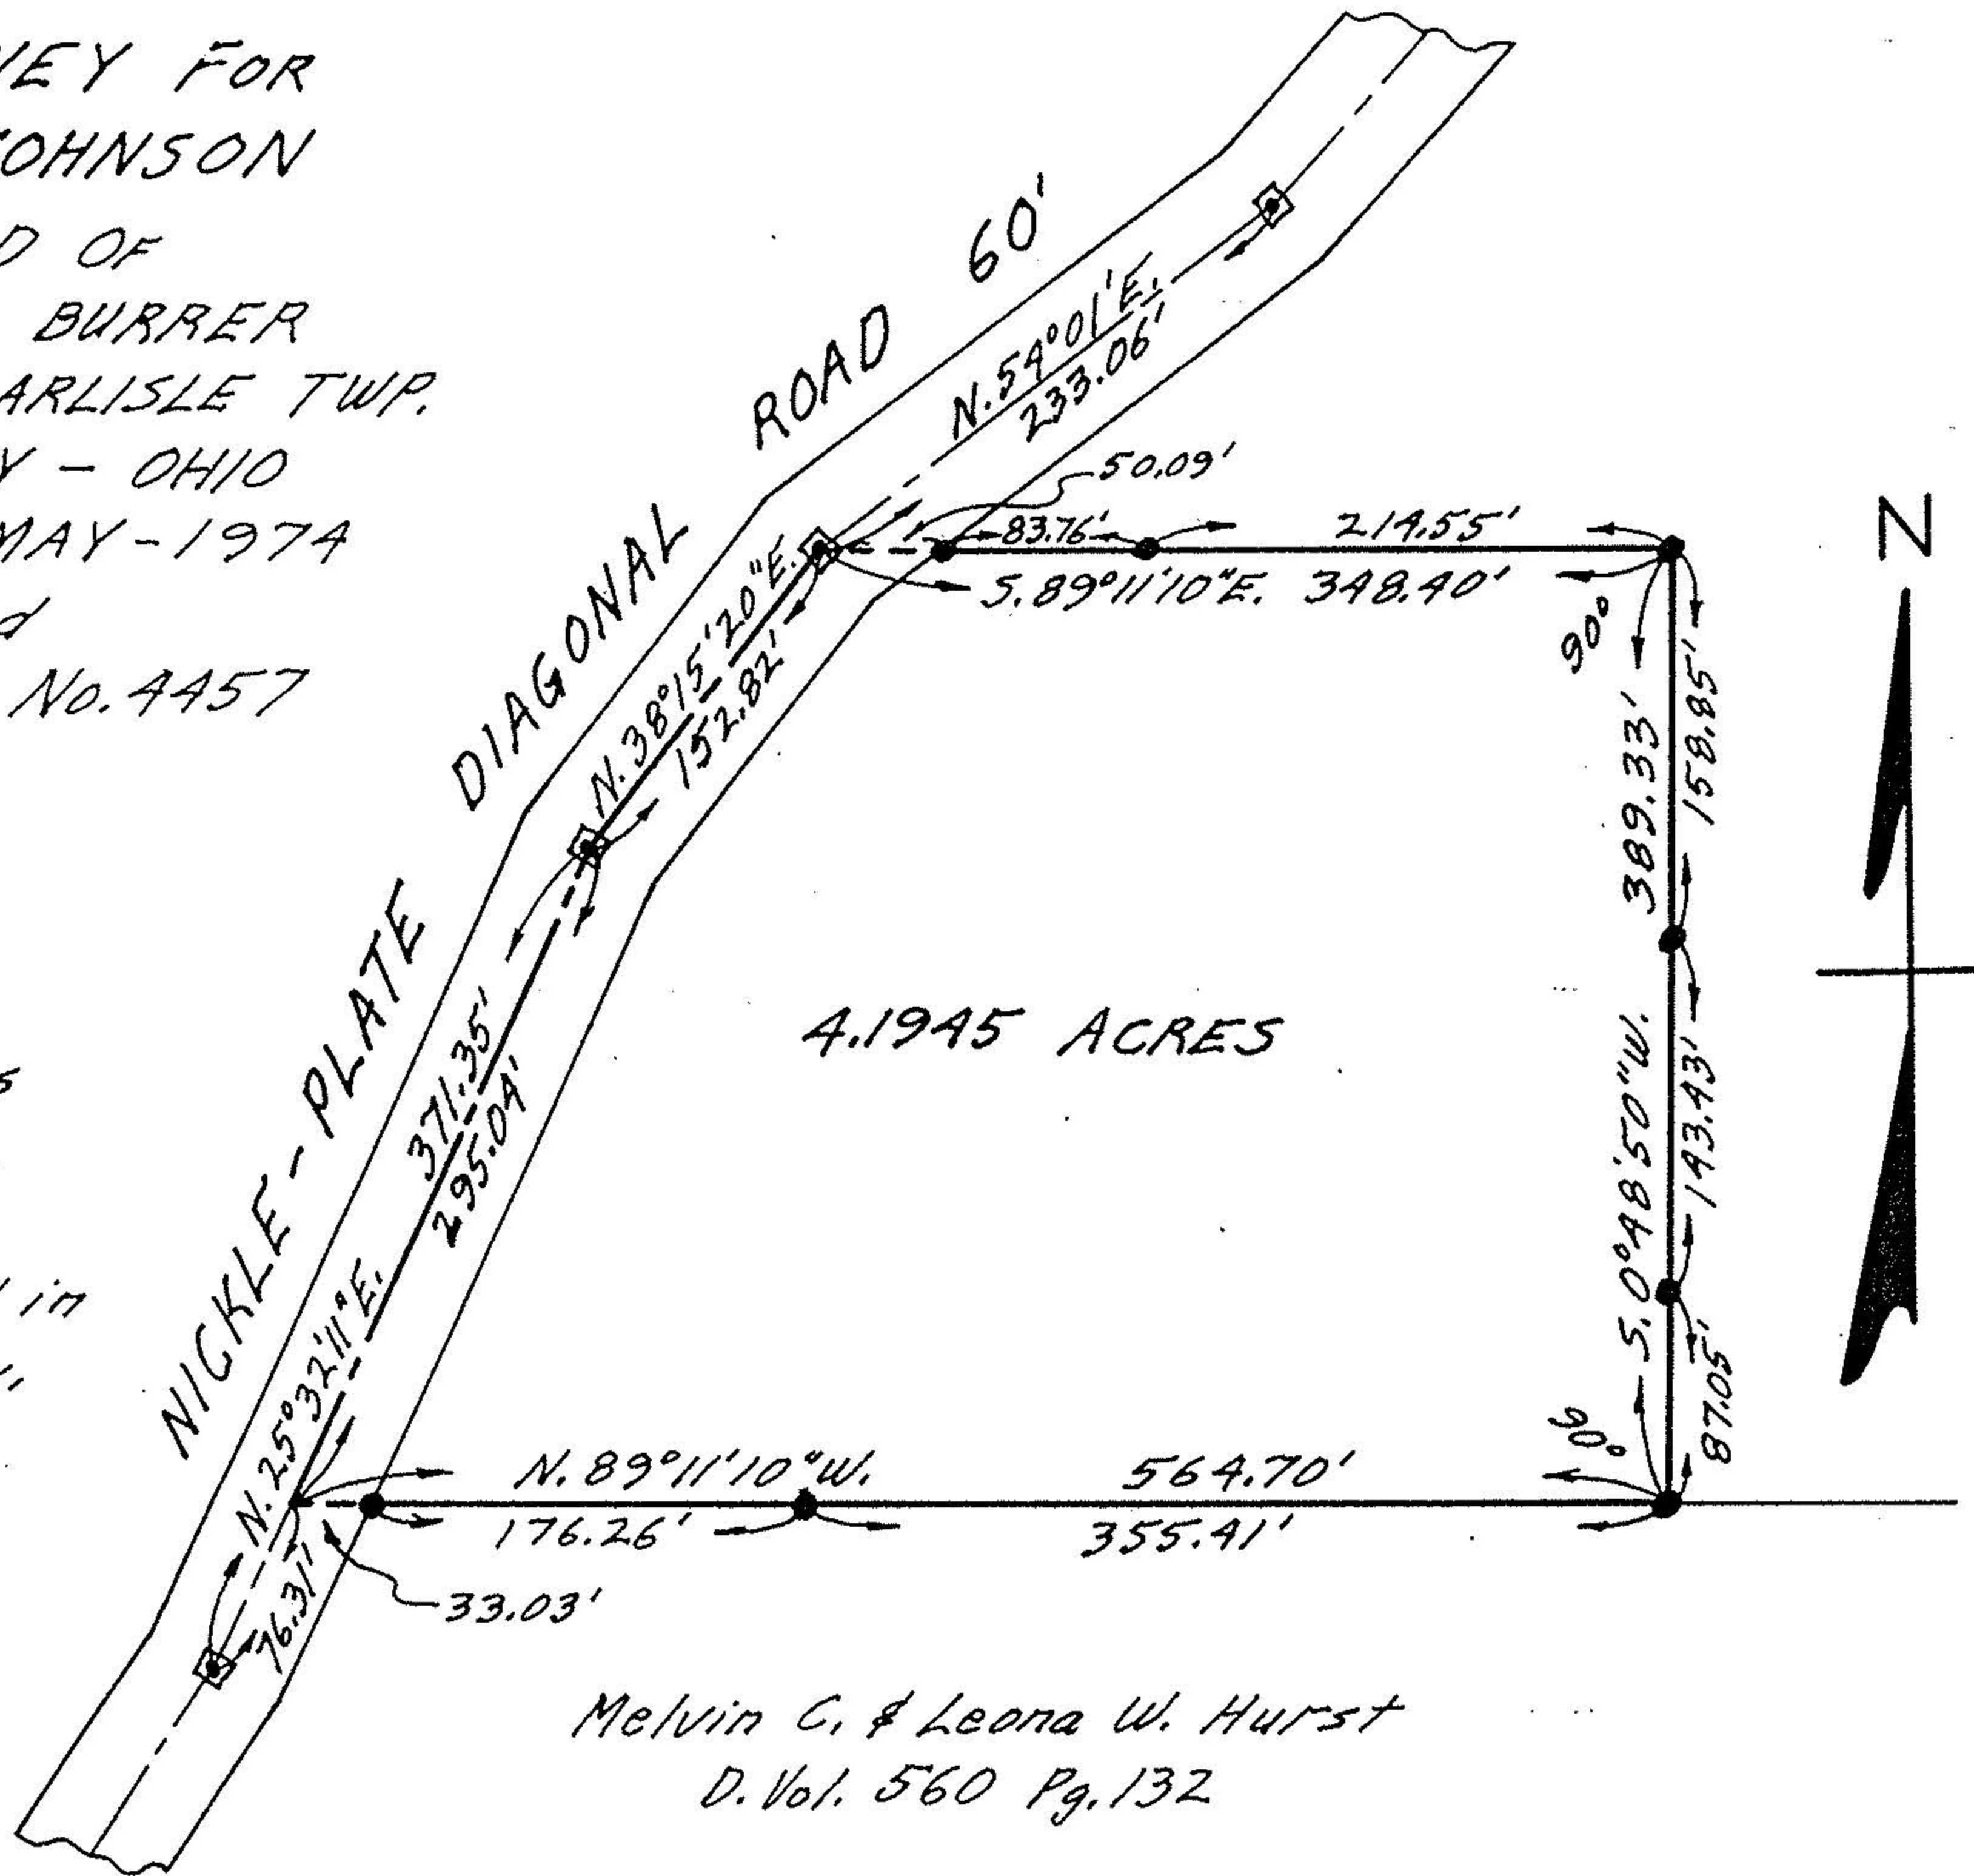 VEY FOR
JOHNSON
D OF
BURRER
ARLISLE TWP.
Y - OHIO
MAY-1974
d
No. 4457
s
in
NICKLE-PLATE DIAGONAL ROAD 60'
N. 54°01'E.
233.06'
50.09'
83.76'
214.55'
S. 89°11'10"E. 348.40'
90°
N. 38°15'20"E.
152.82'
389.33'
158.85'
N
4.1945 ACRES
371.35'
295.04'
N. 25°32'11"E.
76.31'
S. 0°48'50"W.
143.43'
87.05'
90°
N. 89°11'10"W.
564.70'
176.26'
355.41'
33.03'
Melvin C. & Leona W. Hurst
D. Vol. 560 Pg. 132